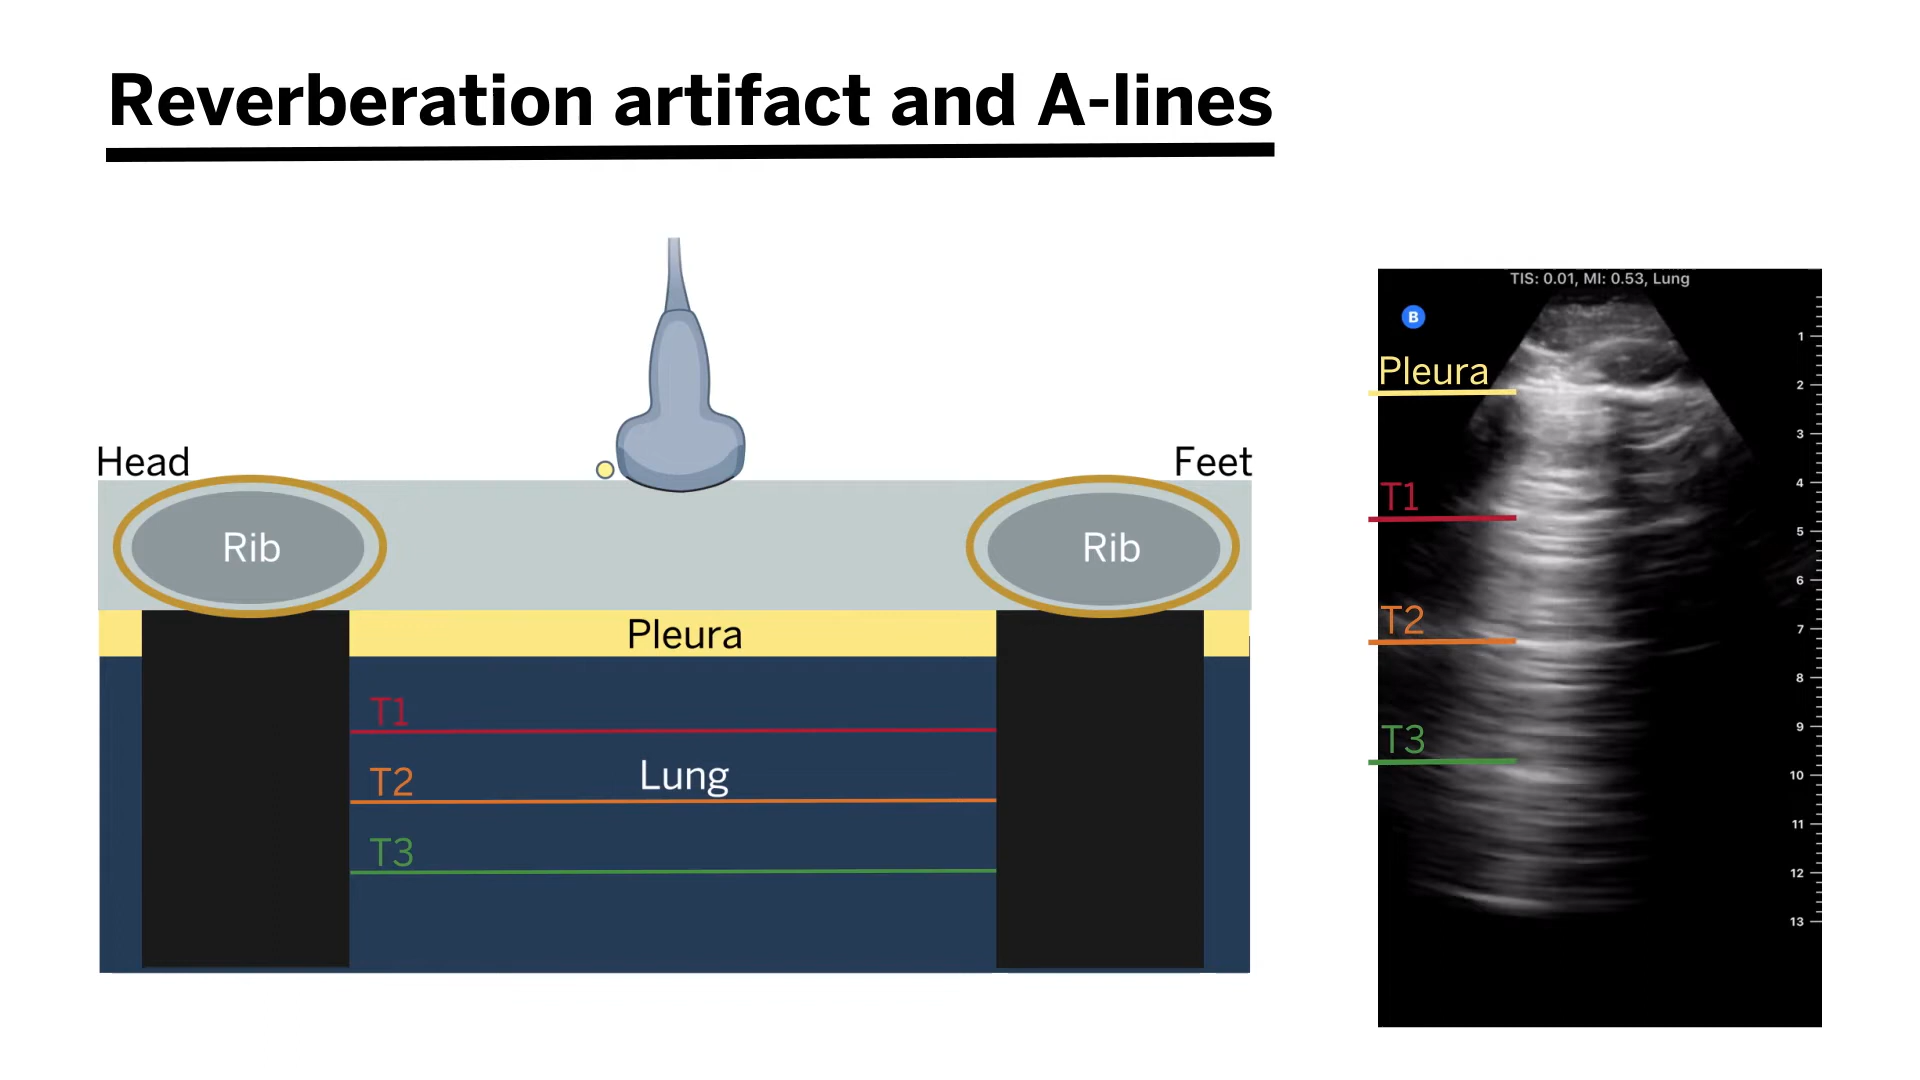 Reverberation artifact and A-lines
Head
Feet
Rib
Rib
Pleura
T1
T2
Lung
T3
TIS: 0.01, MI: 0.53, Lung
B
1
Pleura
2
3
4
T1
5
6
T2
7
8
9
T3
10
11
12
13